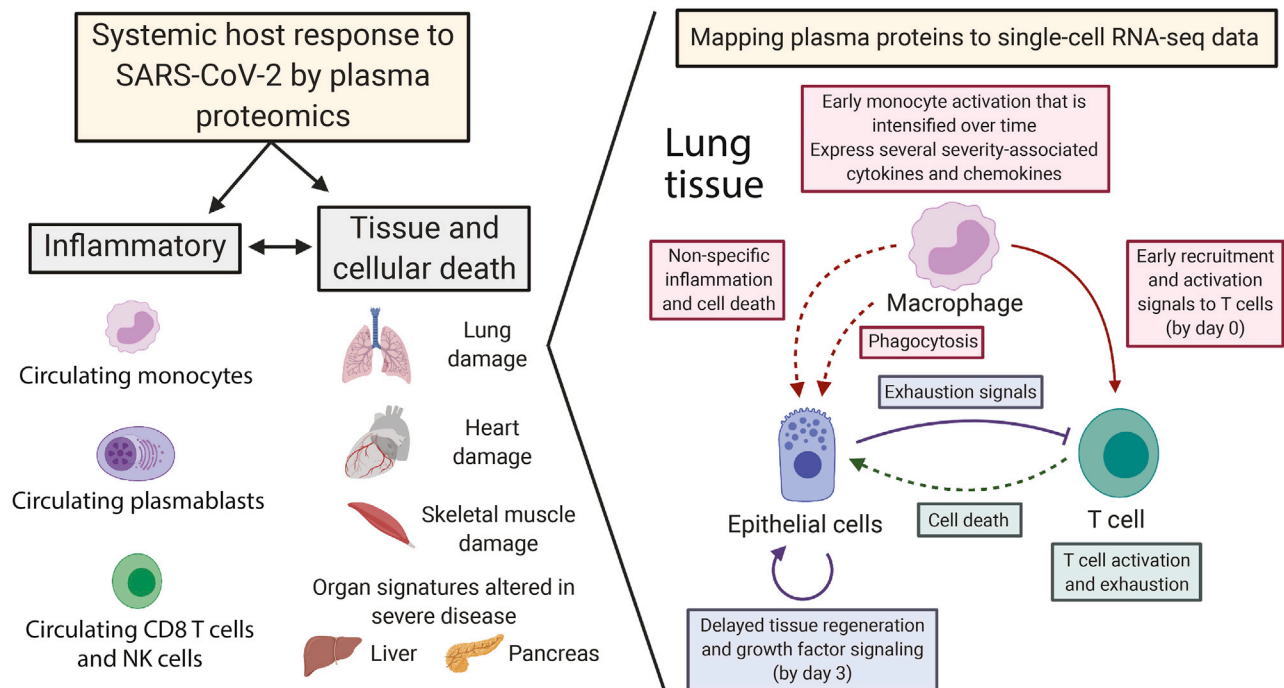 Systemic host response to
SARS-CoV-2 by plasma
proteomics
Inflammatory
Tissue and
cellular death
Circulating monocytes
Circulating plasmablasts
Circulating CD8 T cells
and NK cells
Lung
damage
Heart
damage
Skeletal muscle
damage
Organ signatures altered in
severe disease
Liver
Pancreas
Mapping plasma proteins to single-cell RNA-seq data
Lung
tissue
Early monocyte activation that is
intensified over time
Express several severity-associated
cytokines and chemokines
Macrophage
Non-specific
inflammation
and cell death
Phagocytosis
Early recruitment
and activation
signals to T cells
(by day 0)
Exhaustion signals
Epithelial cells
Cell death
T cell
T cell activation
and exhaustion
Delayed tissue regeneration
and growth factor signaling
(by day 3)